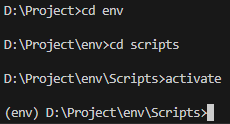 D:\Project>cd env
D:\Project\env>cd scripts
D:\Project\env\Scripts>activate
(env) D:\Project\env\Scripts>